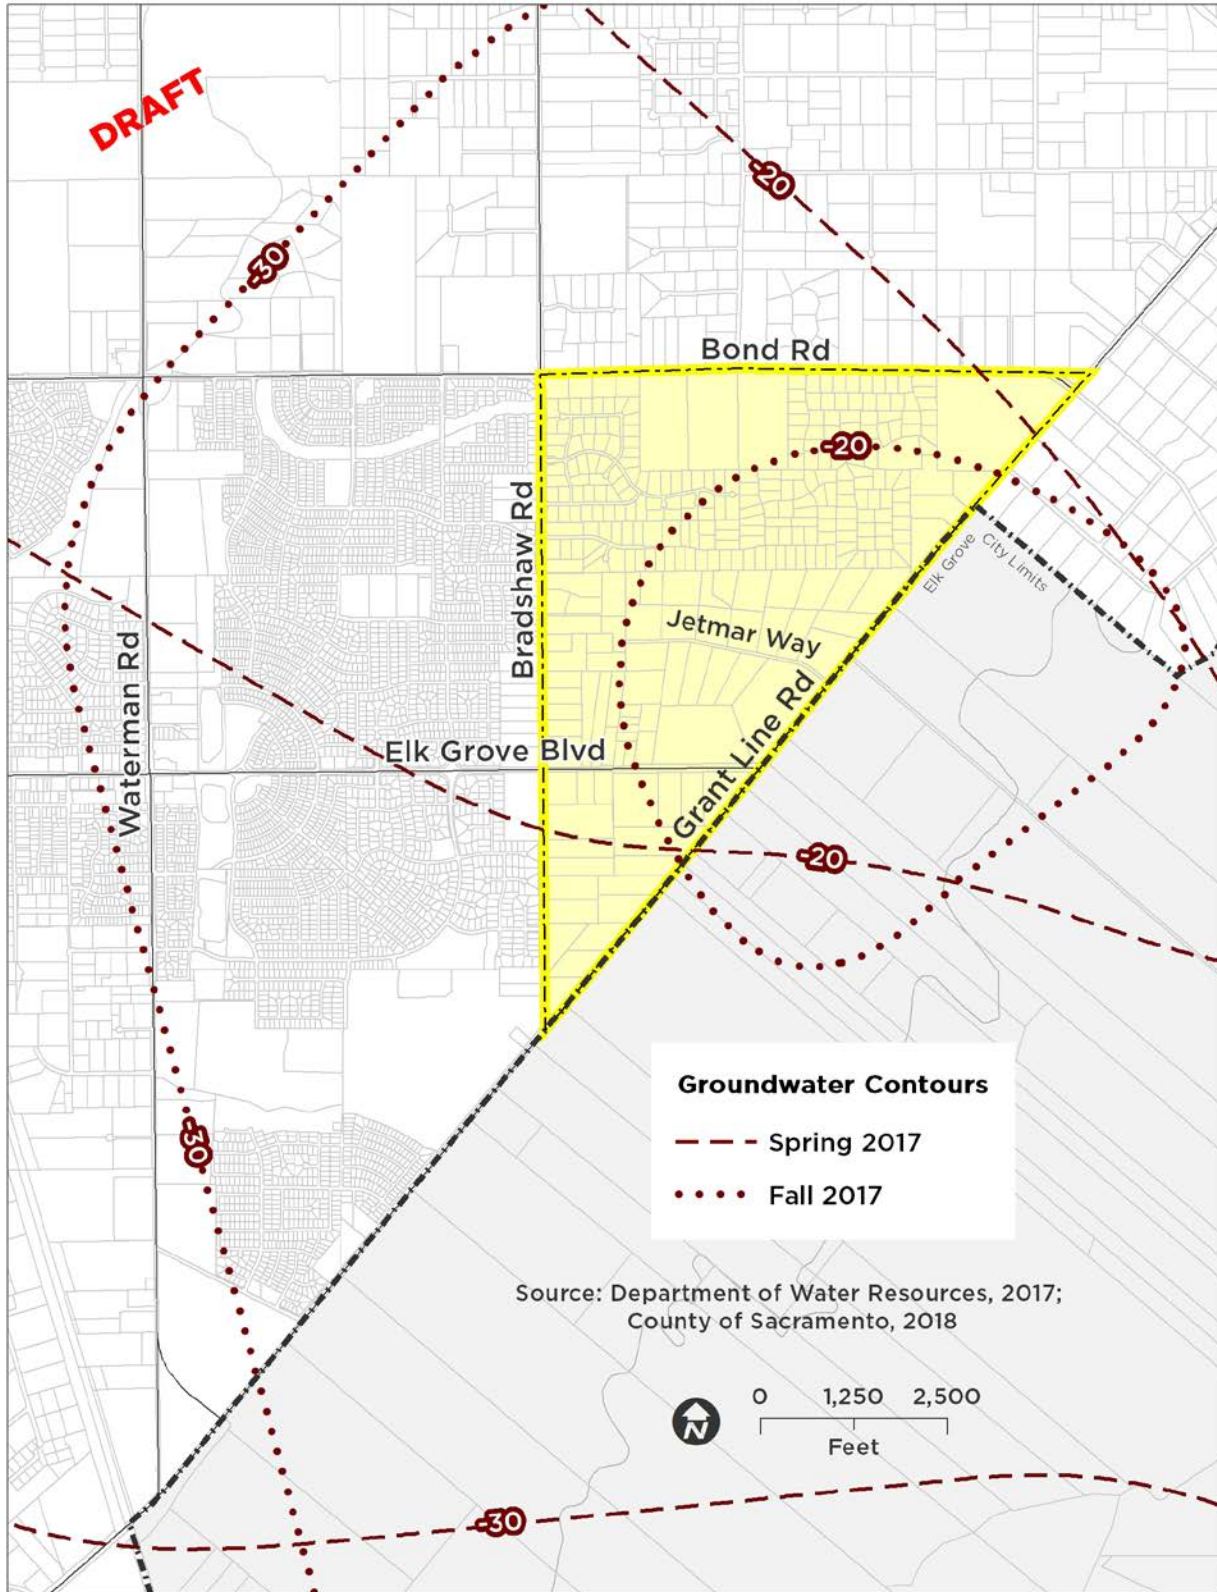 DRAFT
-20
-30
Bond Rd
-20
Bradshaw Rd
Elk Grove
City Limits
Jetmar Way
Waterman Rd
Grant Line Rd
Elk Grove Blvd
-20
-30
Groundwater Contours
Spring 2017
Fall 2017
Source: Department of Water Resources, 2017;
County of Sacramento, 2018
N
0 1,250 2,500
Feet
-30